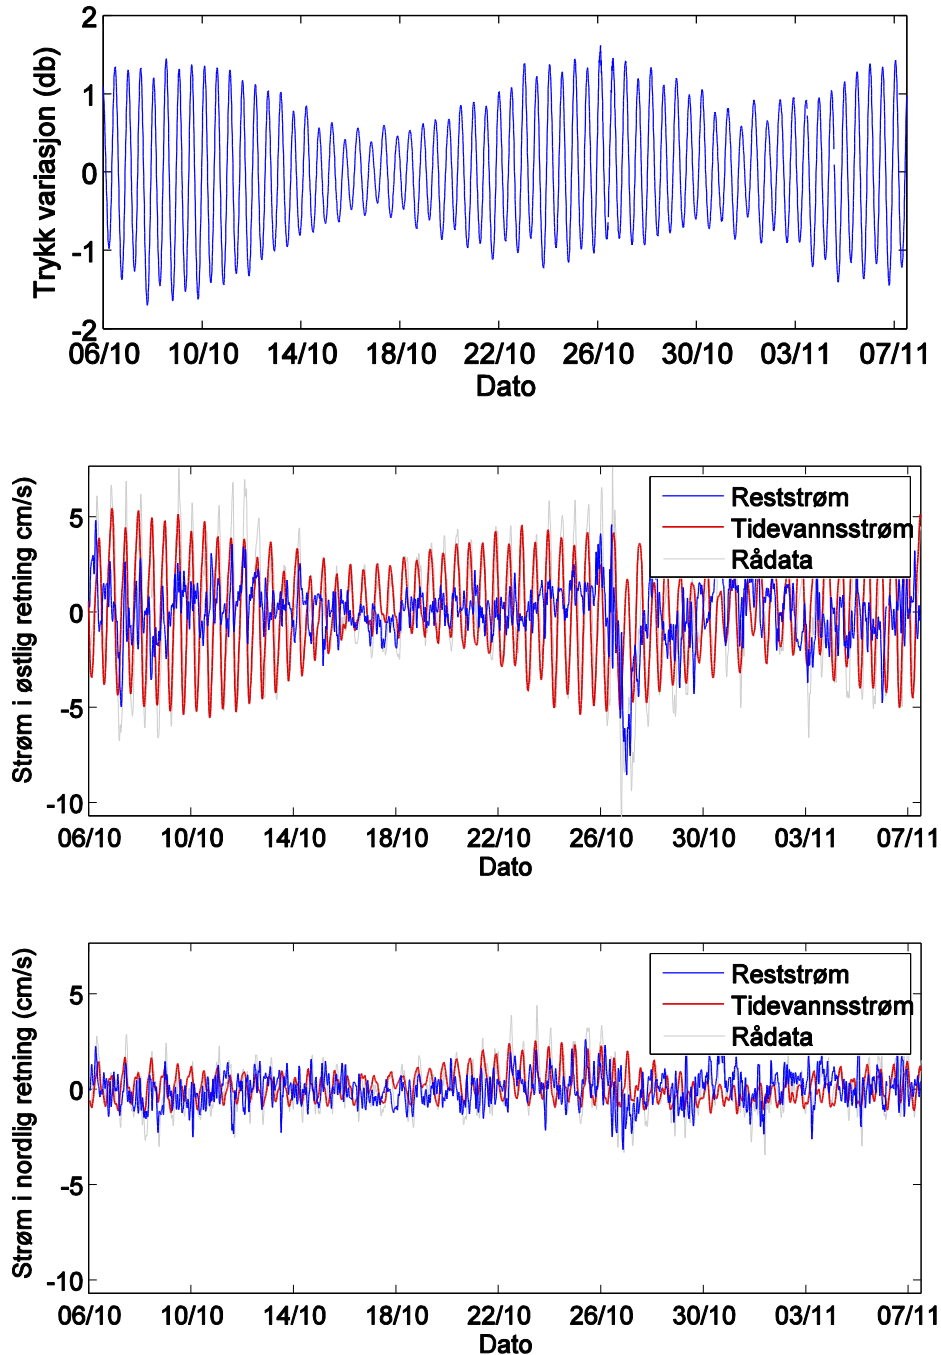 Trykk variasjon (db)
2
1
0
-1
-2
06/10 10/10 14/10 18/10 22/10 26/10 30/10 03/11 07/11
Dato
Strøm i østlig retning cm/s)
5
0
-5
-10
Reststrøm
Tidevannsstrøm
Rådata
06/10 10/10 14/10 18/10 22/10 26/10 30/10 03/11 07/11
Dato
Strøm i nordlig retning (cm/s)
5
0
-5
-10
Reststrøm
Tidevannsstrøm
Rådata
06/10 10/10 14/10 18/10 22/10 26/10 30/10 03/11 07/11
Dato